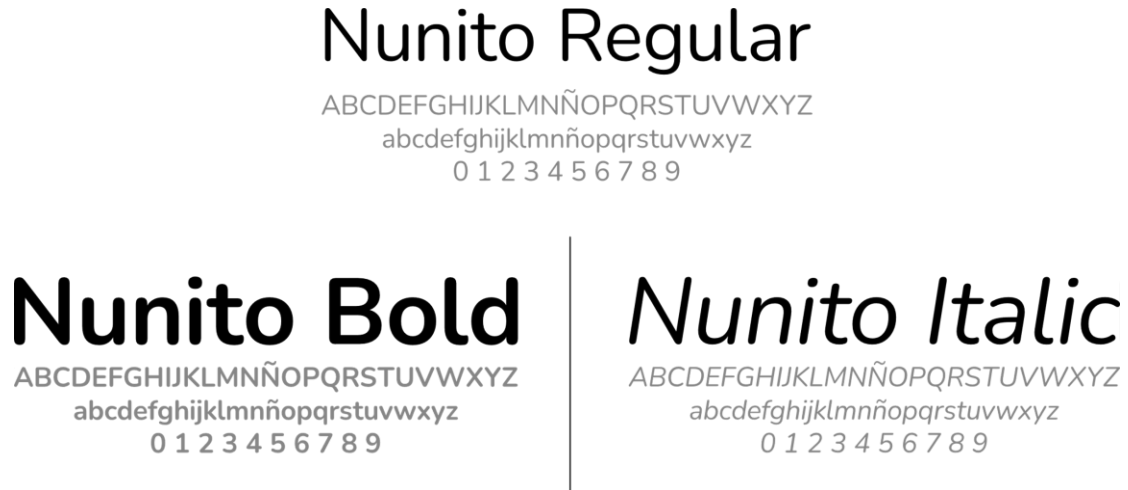 Nunito Regular
ABCDEFGHIJKLMNÑOPQRSTUVWXYZ
abcdefghijklmnñopqrstuvwxyz
0 1 2 3 4 5 6 7 8 9
Nunito Bold
ABCDEFGHIJKLMNÑOPQRSTUVWXYZ
abcdefghijklmnñopqrstuvwxyz
0 1 2 3 4 5 6 7 8 9
Nunito Italic
ABCDEFGHIJKLMNÑOPQRSTUVWXYZ
abcdefghijklmnñopqrstuvwxyz
0 1 2 3 4 5 6 7 8 9